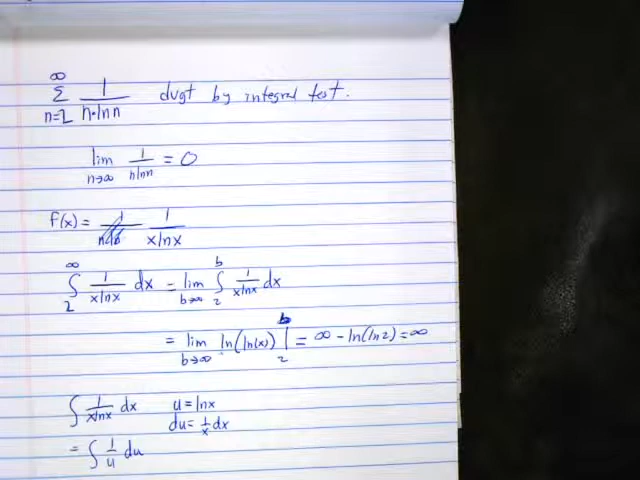 ∞
Σ 1/(n·ln n) dvgt by integral test.
n=2
lim 1/(n ln n) = 0
n→∞
f(x) = 1/(x ln x)
∫₂^∞ 1/(x ln x) dx = lim b→∞ ∫₂^b 1/(x ln x) dx
= lim b→∞ ln(ln(x)) |₂^b = ∞ - ln(ln 2) = ∞
∫ 1/(x ln x) dx u = ln x
du = 1/x dx
= ∫ 1/u du